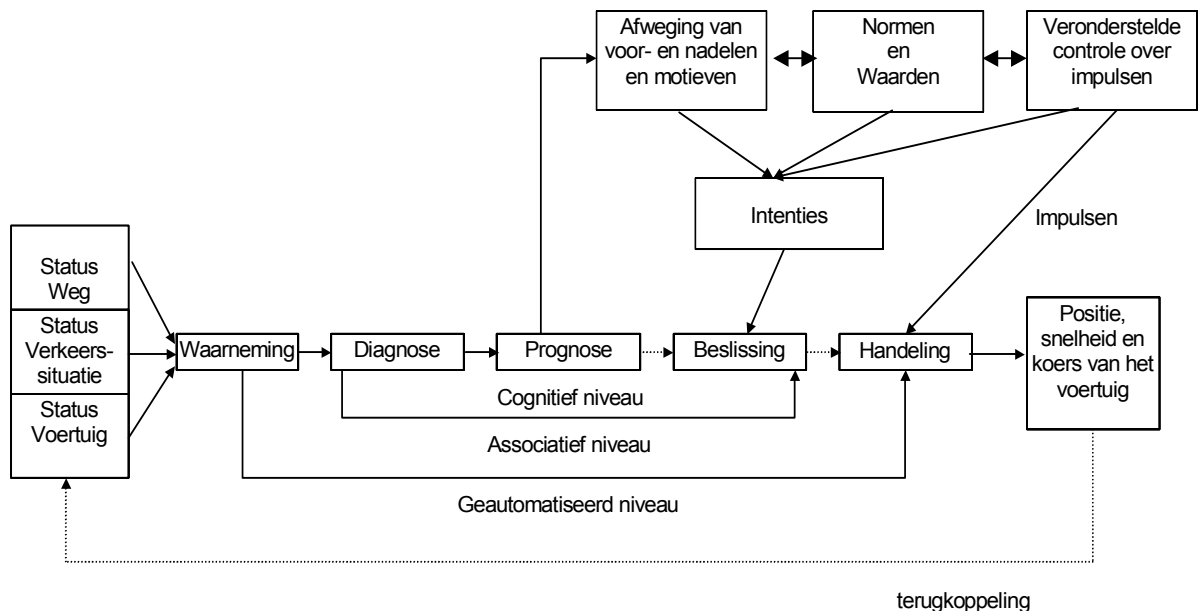 Afweging van
voor- en nadelen
en motieven
Normen
en
Waarden
Veronderstelde
controle over
impulsen
Intenties
Impulsen
Status
Weg
Status
Verkeers-
situatie
Status
Voertuig
Waarneming
Diagnose
Prognose
Beslissing
Handeling
Positie,
snelheid en
koers van het
voertuig
Cognitief niveau
Associatief niveau
Geautomatiseerd niveau
terugkoppeling